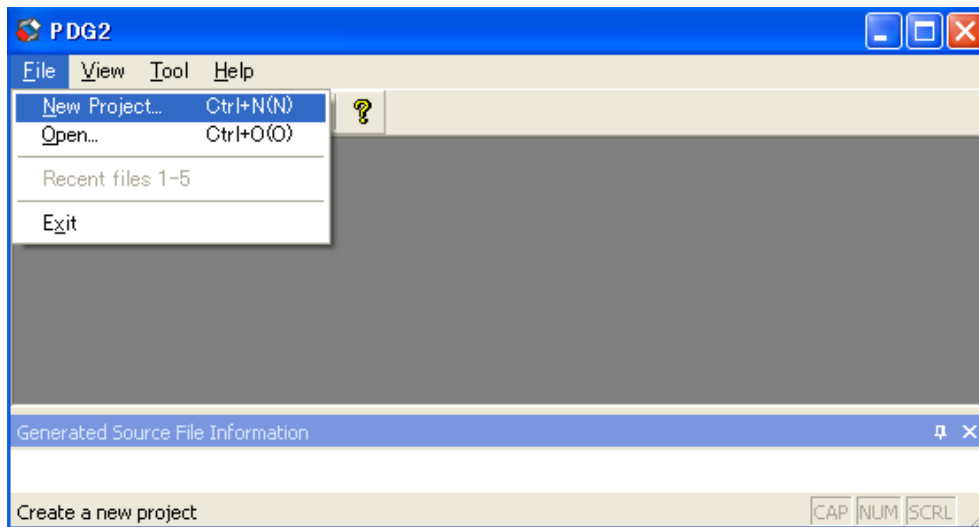 PDG2
File View Tool Help
New Project... Ctrl+N(N)
Open... Ctrl+O(O)
Recent files 1-5
Exit
Generated Source File Information
Create a new project CAP NUM SCRL